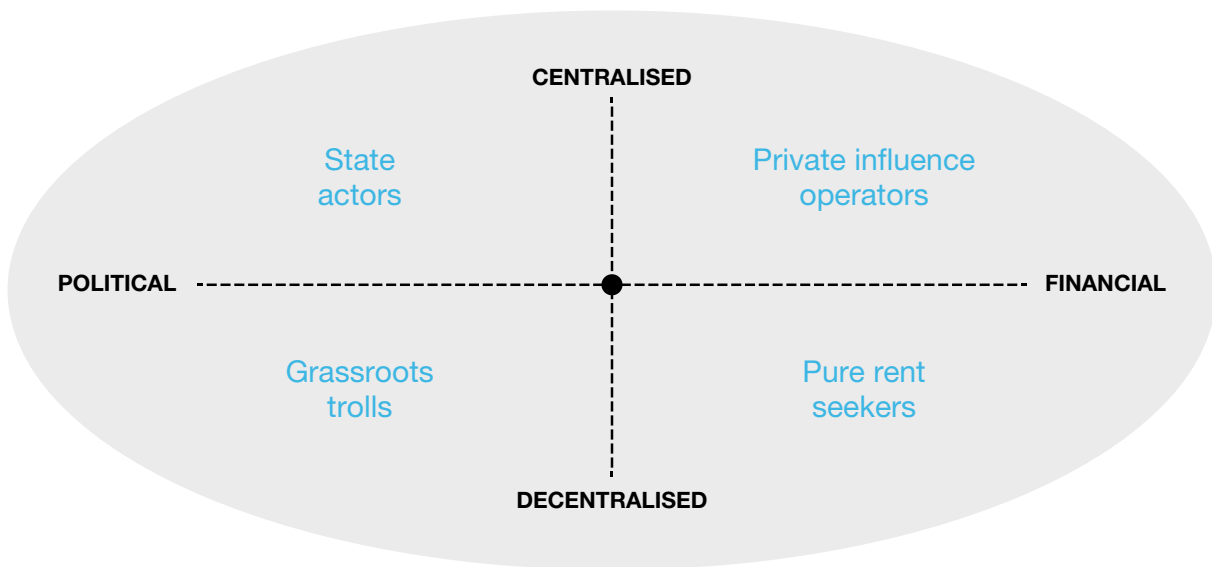 CENTRALISED
State
actors
Private influence
operators
POLITICAL
FINANCIAL
Grassroots
trolls
Pure rent
seekers
DECENTRALISED